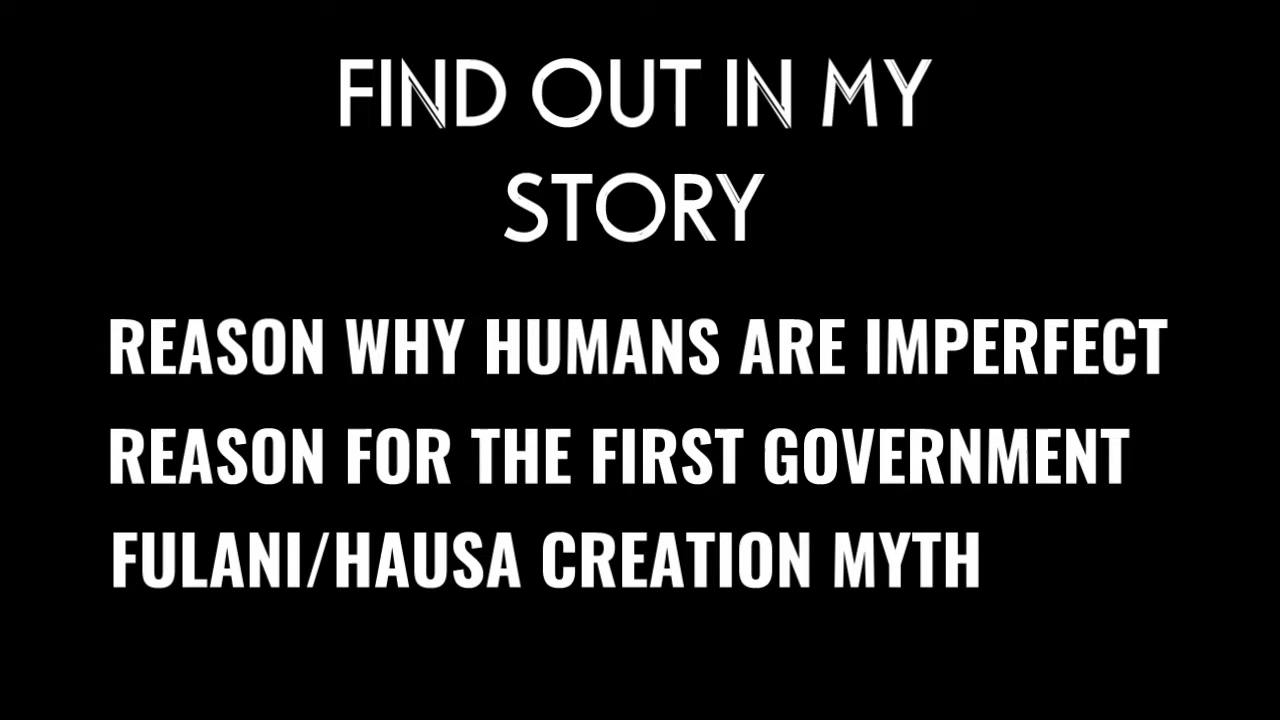 FIND OUT IN MY
STORY
REASON WHY HUMANS ARE IMPERFECT
REASON FOR THE FIRST GOVERNMENT
FULANI/HAUSA CREATION MYTH